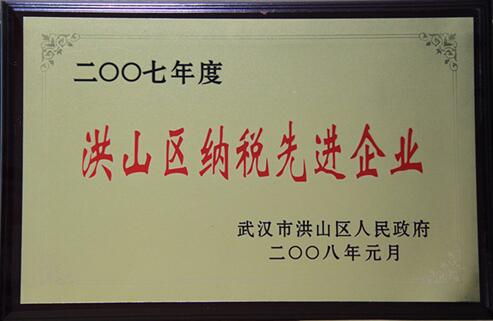 二〇〇七年度
洪山区纳税先进企业
武汉市洪山区人民政府
二〇〇八年元月